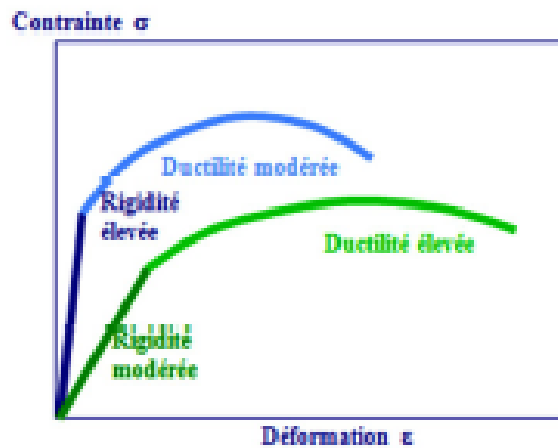 Contrainte σ
Ductilité modérée
Rigidité
élevée
Ductilité élevée
Rigidité
modérée
Déformation ε